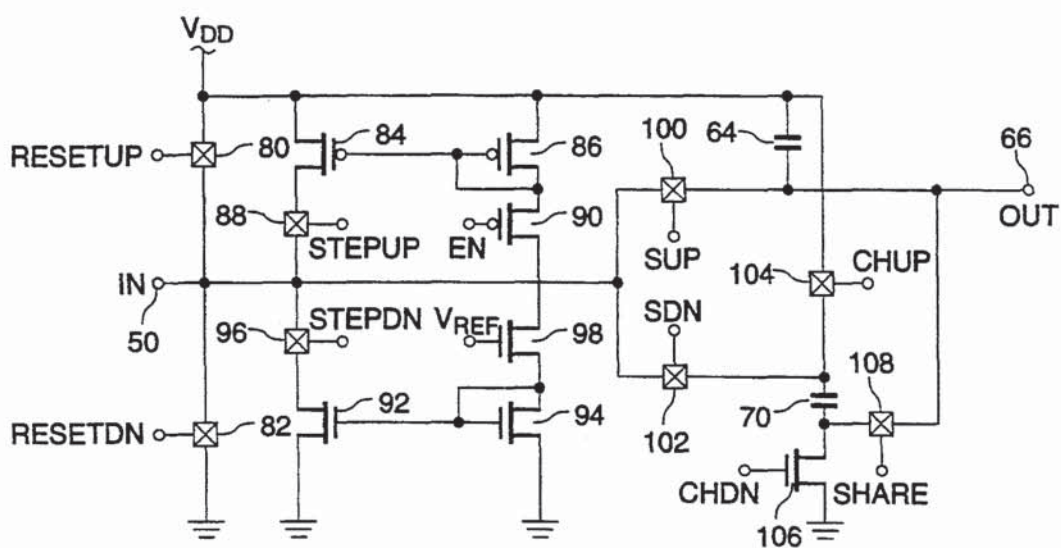 VDD
RESETUP
80
84
86
88
STEPUP
EN
90
100
64
66
OUT
SUP
104
CHUP
IN
50
96
STEPDN
VREF
98
SDN
102
70
108
RESETDN
82
92
94
CHDN
106
SHARE